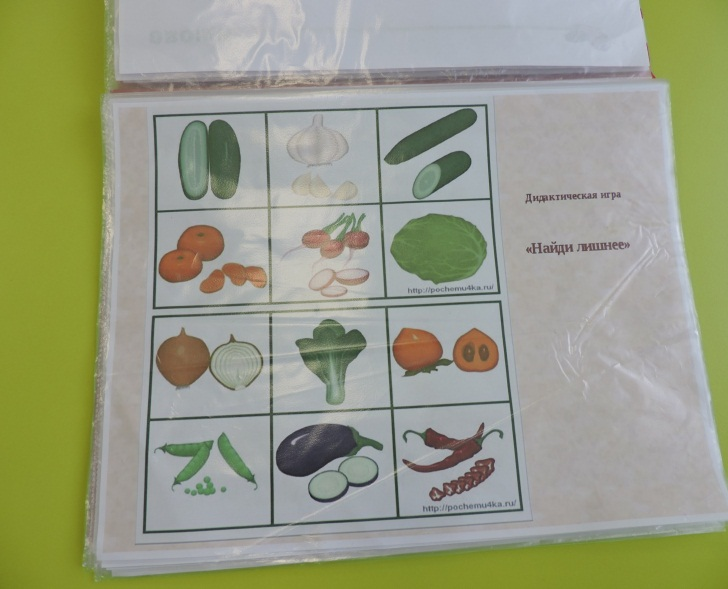 Дидактическая игра
«Найди лишнее»
http://pochemu4ka.ru/
http://pochemu4ka.ru/